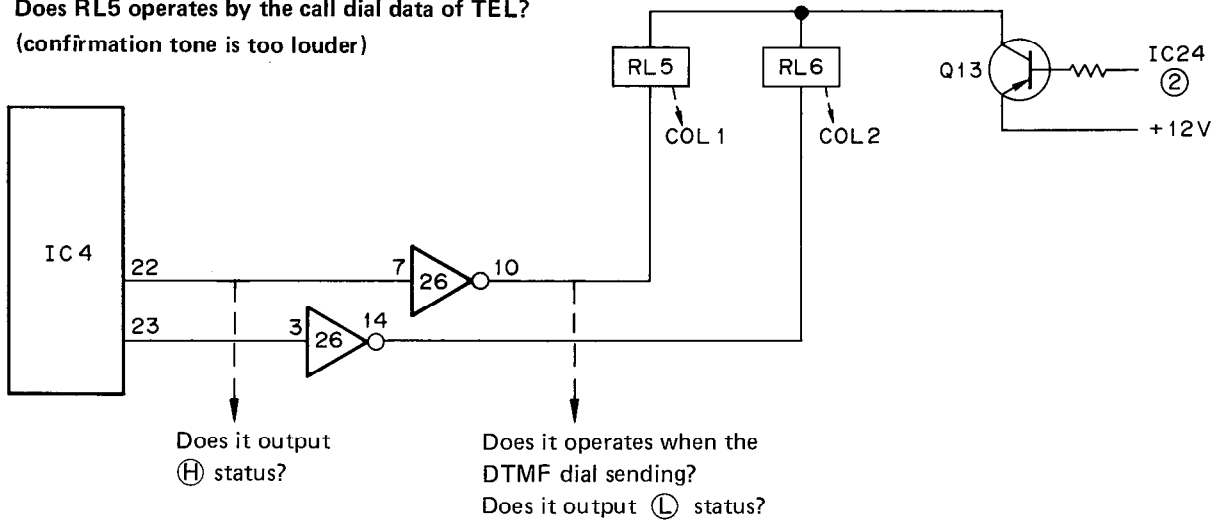 Does RL5 operates by the call dial data of TEL?
(confirmation tone is too louder)
RL5
RL6
Q13
IC24
②
+12V
COL1
COL2
IC4
22
7
26
10
23
3
26
14
Does it output
Ⓗ status?
Does it operates when the
DTMF dial sending?
Does it output Ⓛ status?